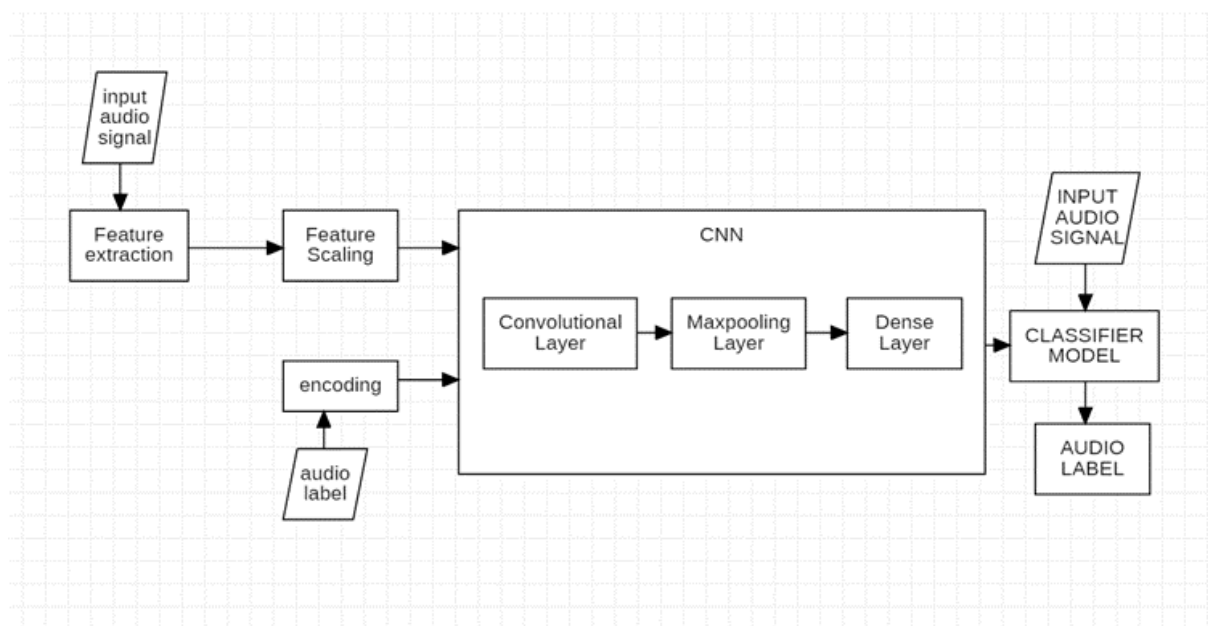 input
audio
signal
Feature
extraction
Feature
Scaling
encoding
audio
label
CNN
Convolutional
Layer
Maxpooling
Layer
Dense
Layer
INPUT
AUDIO
SIGNAL
CLASSIFIER
MODEL
AUDIO
LABEL